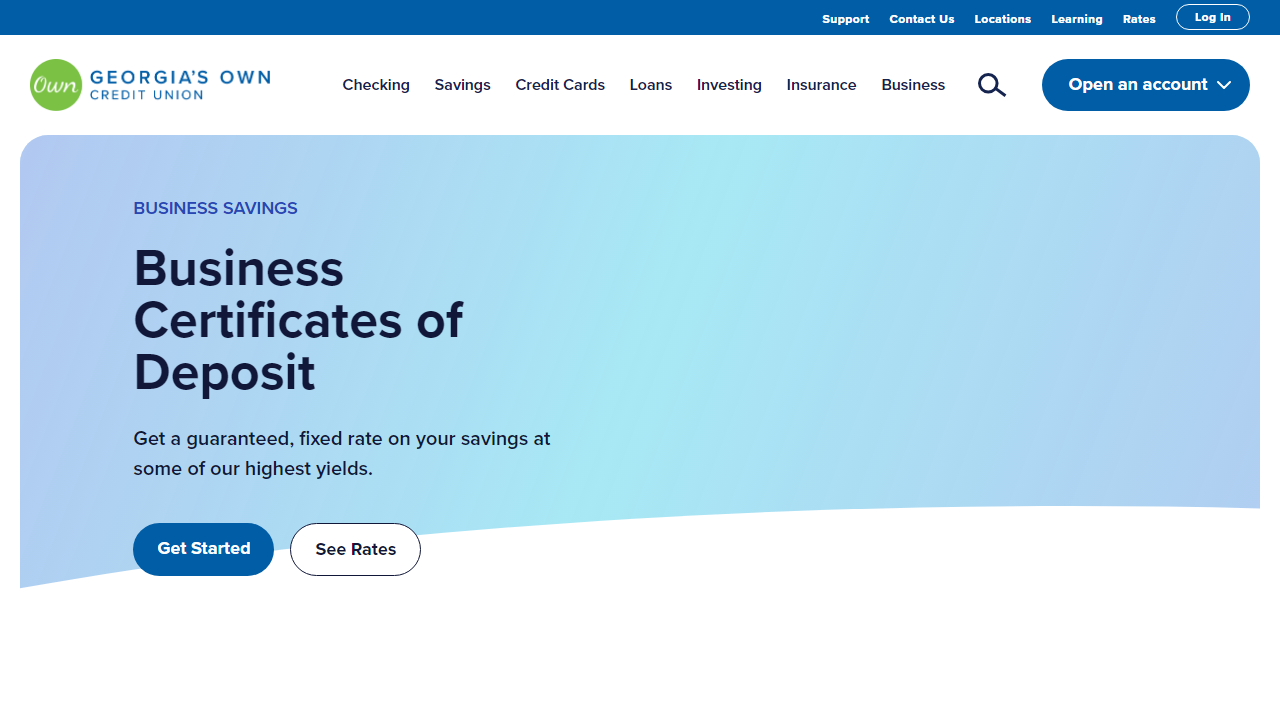 Support Contact Us Locations Learning Rates Log In
Own GEORGIA'S OWN
CREDIT UNION
Checking Savings Credit Cards Loans Investing Insurance Business Open an account
BUSINESS SAVINGS
Business
Certificates of
Deposit
Get a guaranteed, fixed rate on your savings at
some of our highest yields.
Get Started See Rates